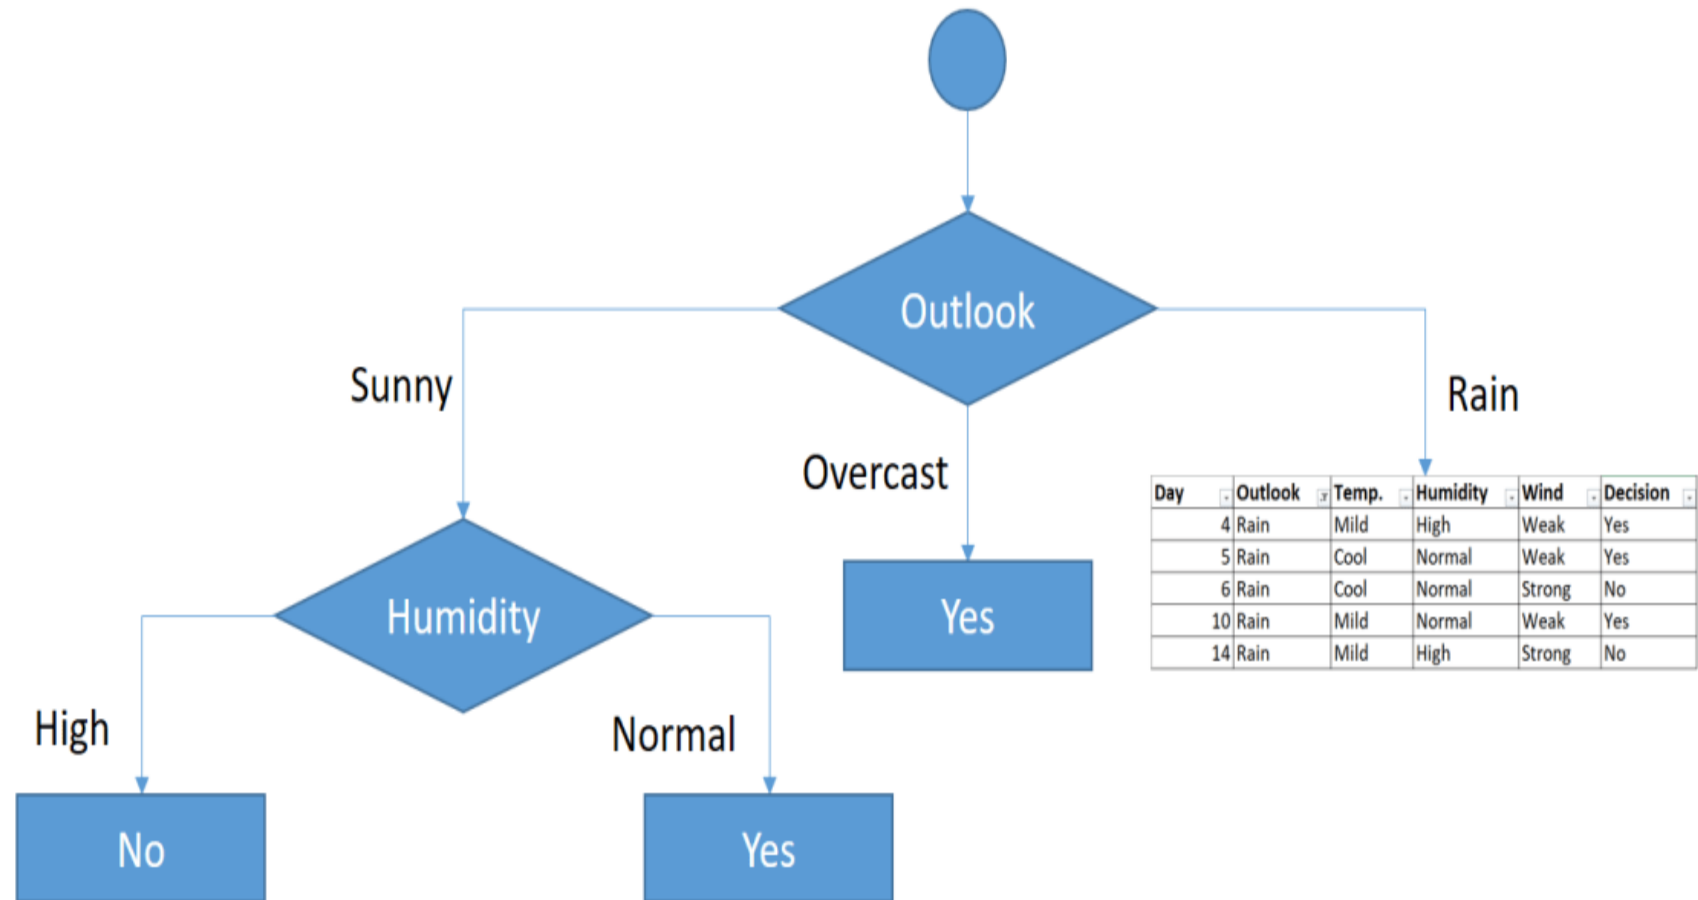 Outlook
Sunny
Rain
Overcast
Day Outlook Temp. Humidity Wind Decision
4 Rain Mild High Weak Yes
5 Rain Cool Normal Weak Yes
6 Rain Cool Normal Strong No
10 Rain Mild Normal Weak Yes
14 Rain Mild High Strong No
Humidity
Yes
High
Normal
No
Yes